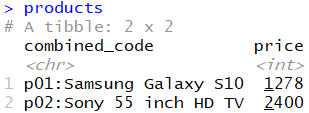 > products
# A tibble: 2 x 2
  combined_code            price
  <chr>                    <int>
1 p01:Samsung Galaxy S10  1278
2 p02:Sony 55 inch HD TV  2400